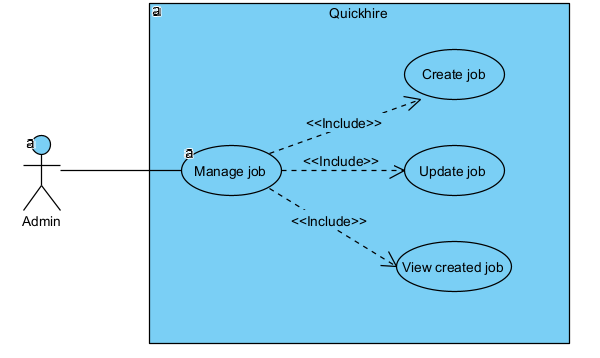 a
Quickhire
Create job
<<Include>>
a
Admin
a
Manage job
<<Include>>
Update job
<<Include>>
View created job